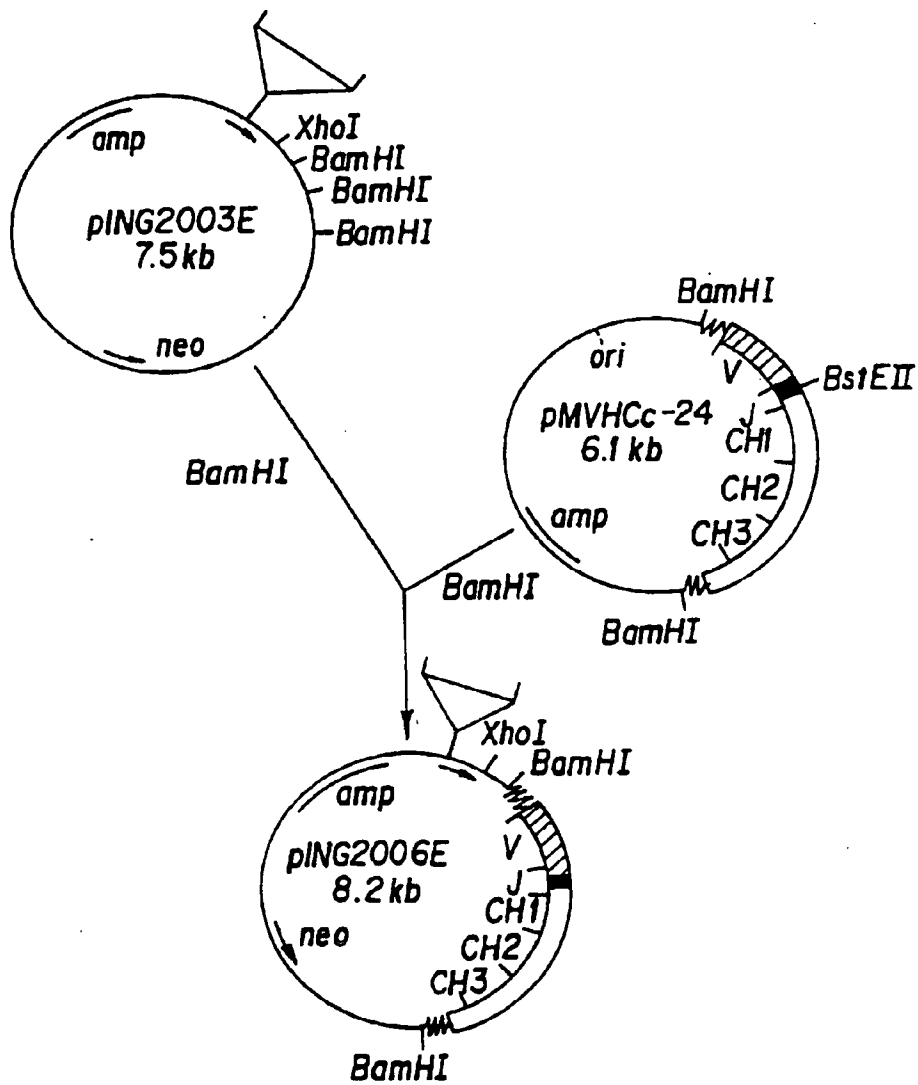 amp
XhoI
BamHI
BamHI
BamHI
pING2003E
7.5 kb
neo
BamHI
BamHI
ori
V
BstEII
J
pMVHCc-24
6.1 kb
CH1
CH2
CH3
amp
BamHI
BamHI
XhoI
BamHI
amp
V
pING2006E
8.2 kb
J
CH1
CH2
CH3
neo
BamHI